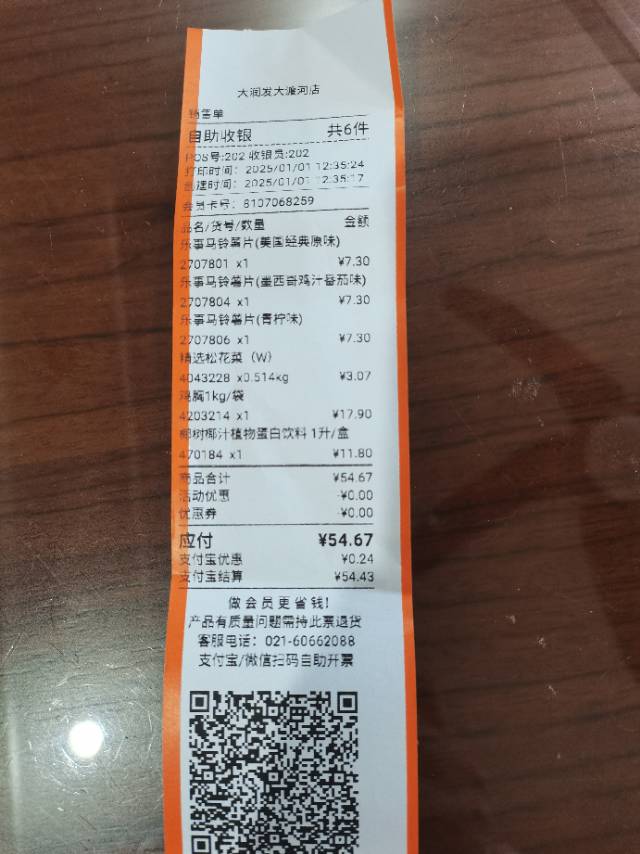 大润发大渡河店
销售单
自助收银 共6件
POS号:202 收银员:202
打印时间: 2025/01/01 12:35:24
创建时间: 2025/01/01 12:35:17
会员卡号: 8107068259
品名/货号/数量 金额
乐事马铃薯片(美国经典原味)
2707801 x1 ¥7.30
乐事马铃薯片(墨西哥鸡汁番茄味)
2707804 x1 ¥7.30
乐事马铃薯片(青柠味)
2707806 x1 ¥7.30
精选松花菜（W）
4043228 x0.514kg ¥3.07
鸡胸1kg/袋
4203214 x1 ¥17.90
椰树椰汁植物蛋白饮料 1升/盒
470184 x1 ¥11.80
商品合计 ¥54.67
活动优惠 -¥0.00
优惠券 -¥0.00
应付 ¥54.67
支付宝优惠 ¥0.24
支付宝结算 ¥54.43
做会员更省钱!
产品有质量问题需持此票退货
客服电话: 021-60662088
支付宝/微信扫码自助开票